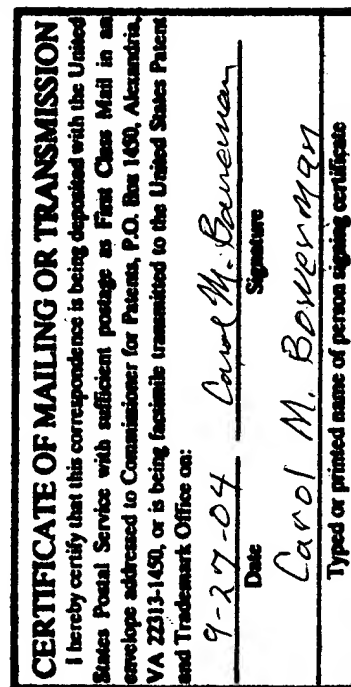 CERTIFICATE OF MAILING OR TRANSMISSION
I hereby certify that this correspondence is being deposited with the United
States Postal Service with sufficient postage as First Class Mail in an
envelope addressed to Commissioner for Patents, P.O. Box 1450, Alexandria,
VA 22313-1450, or is being facsimile transmitted to the United States Patent
and Trademark Office on:
9-27-04 Carol M. Bowerman
Date Signature
Carol M. Bowerman
Typed or printed name of person signing certificate